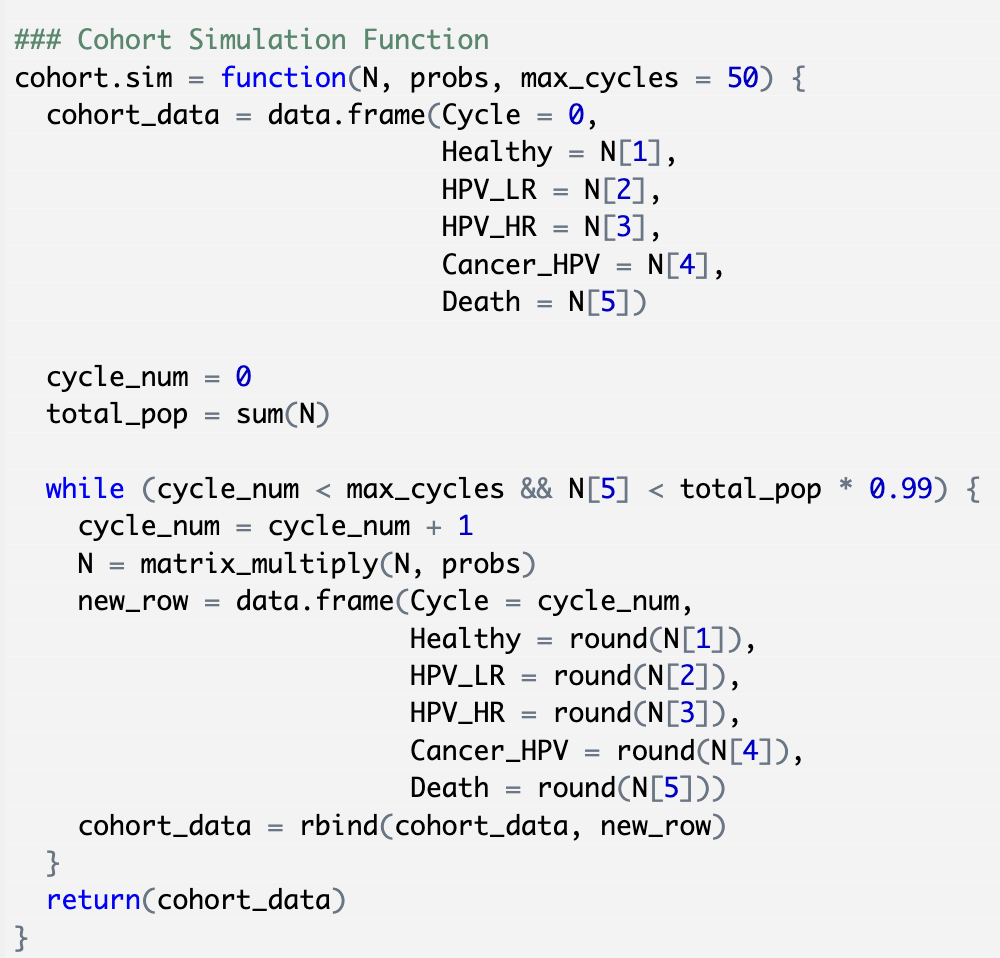 ### Cohort Simulation Function
cohort.sim = function(N, probs, max_cycles = 50) {
  cohort_data = data.frame(Cycle = 0,
                           Healthy = N[1],
                           HPV_LR = N[2],
                           HPV_HR = N[3],
                           Cancer_HPV = N[4],
                           Death = N[5])

  cycle_num = 0
  total_pop = sum(N)

  while (cycle_num < max_cycles && N[5] < total_pop * 0.99) {
    cycle_num = cycle_num + 1
    N = matrix_multiply(N, probs)
    new_row = data.frame(Cycle = cycle_num,
                         Healthy = round(N[1]),
                         HPV_LR = round(N[2]),
                         HPV_HR = round(N[3]),
                         Cancer_HPV = round(N[4]),
                         Death = round(N[5]))
    cohort_data = rbind(cohort_data, new_row)
  }
  return(cohort_data)
}